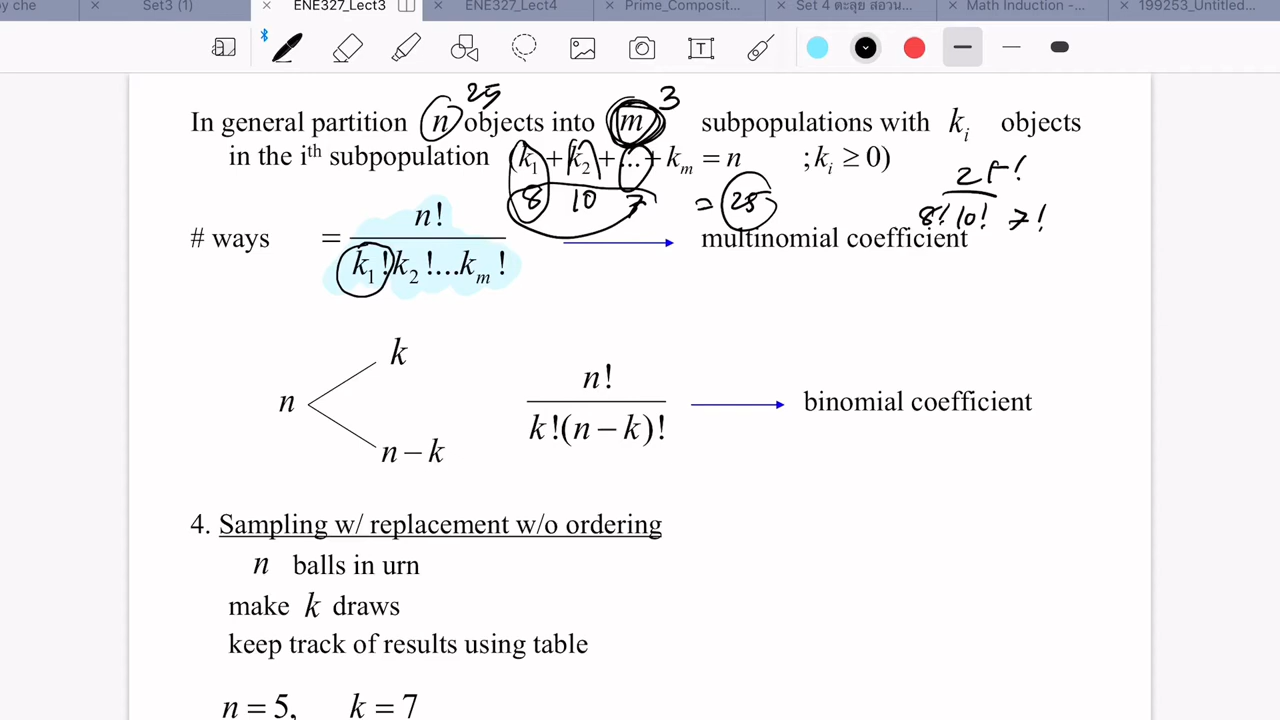 y che Set3 (1) ENE327_Lect3 ENE327_Lect4 Prime_Composit... Set 4 ตะลุย สอน... Math Induction -... 199253_Untitled...
25 3
In general partition n objects into m subpopulations with kᵢ objects
in the iᵗʰ subpopulation (k₁ + k₂ + ... + kₘ = n ; kᵢ ≥ 0)
8 10 7 = 25
25!
8! 10! 7!
# ways = n! / k₁!k₂!...kₘ! multinomial coefficient
k
n n! / k!(n − k)! binomial coefficient
n − k
4. Sampling w/ replacement w/o ordering
n balls in urn
make k draws
keep track of results using table
n = 5, k = 7